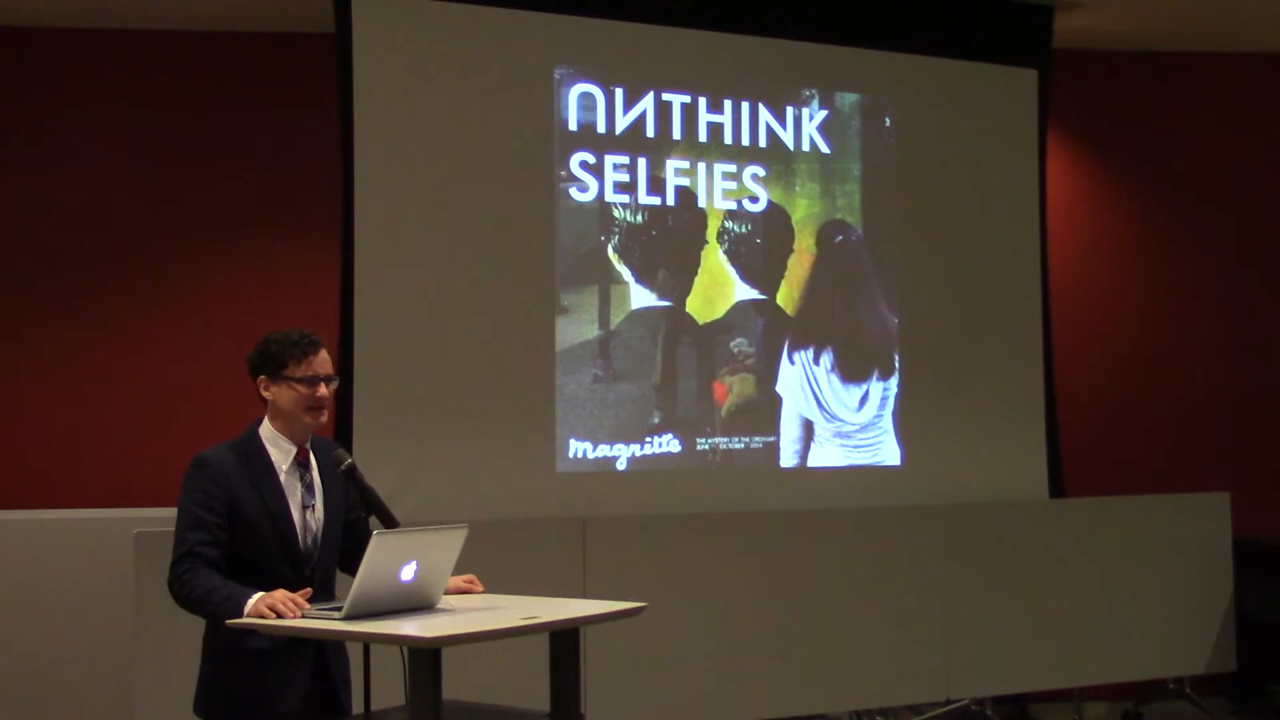 UNTHINK
SELFIES
magritte
THE MYSTERY OF THE ORDINARY
JUNE OCTOBER 2014